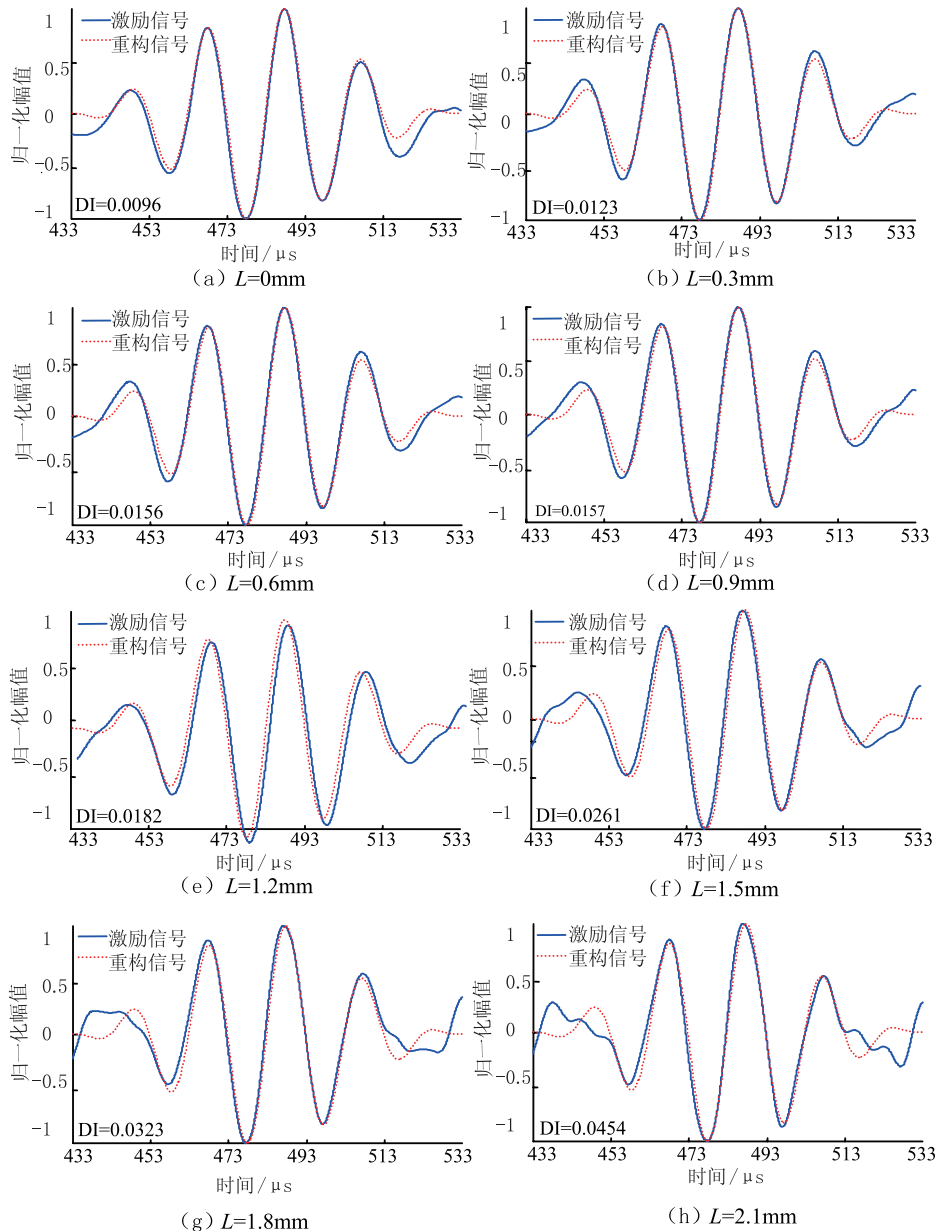 激励信号
重构信号
1
0.5
0
-0.5
-1
归一化幅值
DI=0.0096
433 453 473 493 513 533
时间/μs
(a) L=0mm
激励信号
重构信号
1
0.5
0
-0.5
-1
归一化幅值
DI=0.0123
433 453 473 493 513 533
时间/μs
(b) L=0.3mm
激励信号
重构信号
1
0.5
0
-0.5
-1
归一化幅值
DI=0.0156
433 453 473 493 513 533
时间/μs
(c) L=0.6mm
激励信号
重构信号
1
0.5
0
-0.5
-1
归一化幅值
DI=0.0157
433 453 473 493 513 533
时间/μs
(d) L=0.9mm
激励信号
重构信号
1
0.5
0
-0.5
-1
归一化幅值
DI=0.0182
433 453 473 493 513 533
时间/μs
(e) L=1.2mm
激励信号
重构信号
1
0.5
0
-0.5
-1
归一化幅值
DI=0.0261
433 453 473 493 513 533
时间/μs
(f) L=1.5mm
激励信号
重构信号
1
0.5
0
-0.5
-1
归一化幅值
DI=0.0323
433 453 473 493 513 533
时间/μs
(g) L=1.8mm
激励信号
重构信号
1
0.5
0
-0.5
-1
归一化幅值
DI=0.0454
433 453 473 493 513 533
时间/μs
(h) L=2.1mm